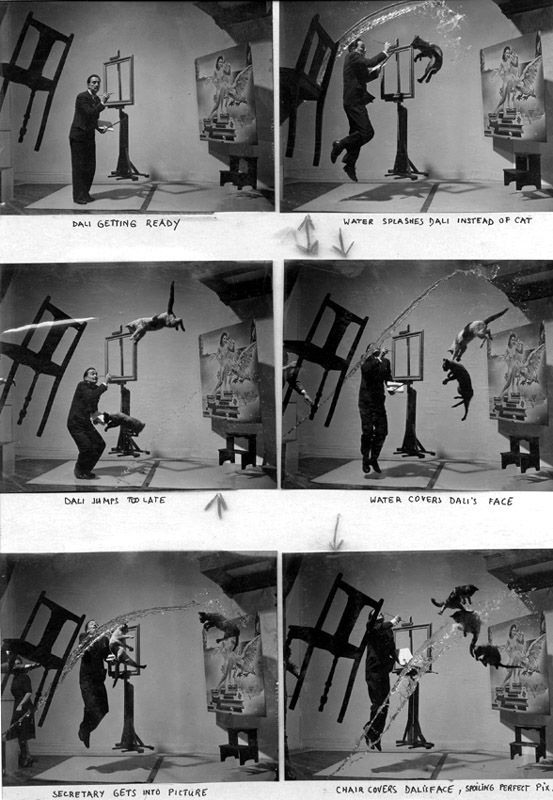 DALI GETTING READY
WATER SPLASHES DALI INSTEAD OF CAT
DALI JUMPS TOO LATE
WATER COVERS DALI'S FACE
SECRETARY GETS INTO PICTURE
CHAIR COVERS DALI'S FACE, SPOILING PERFECT PIX.